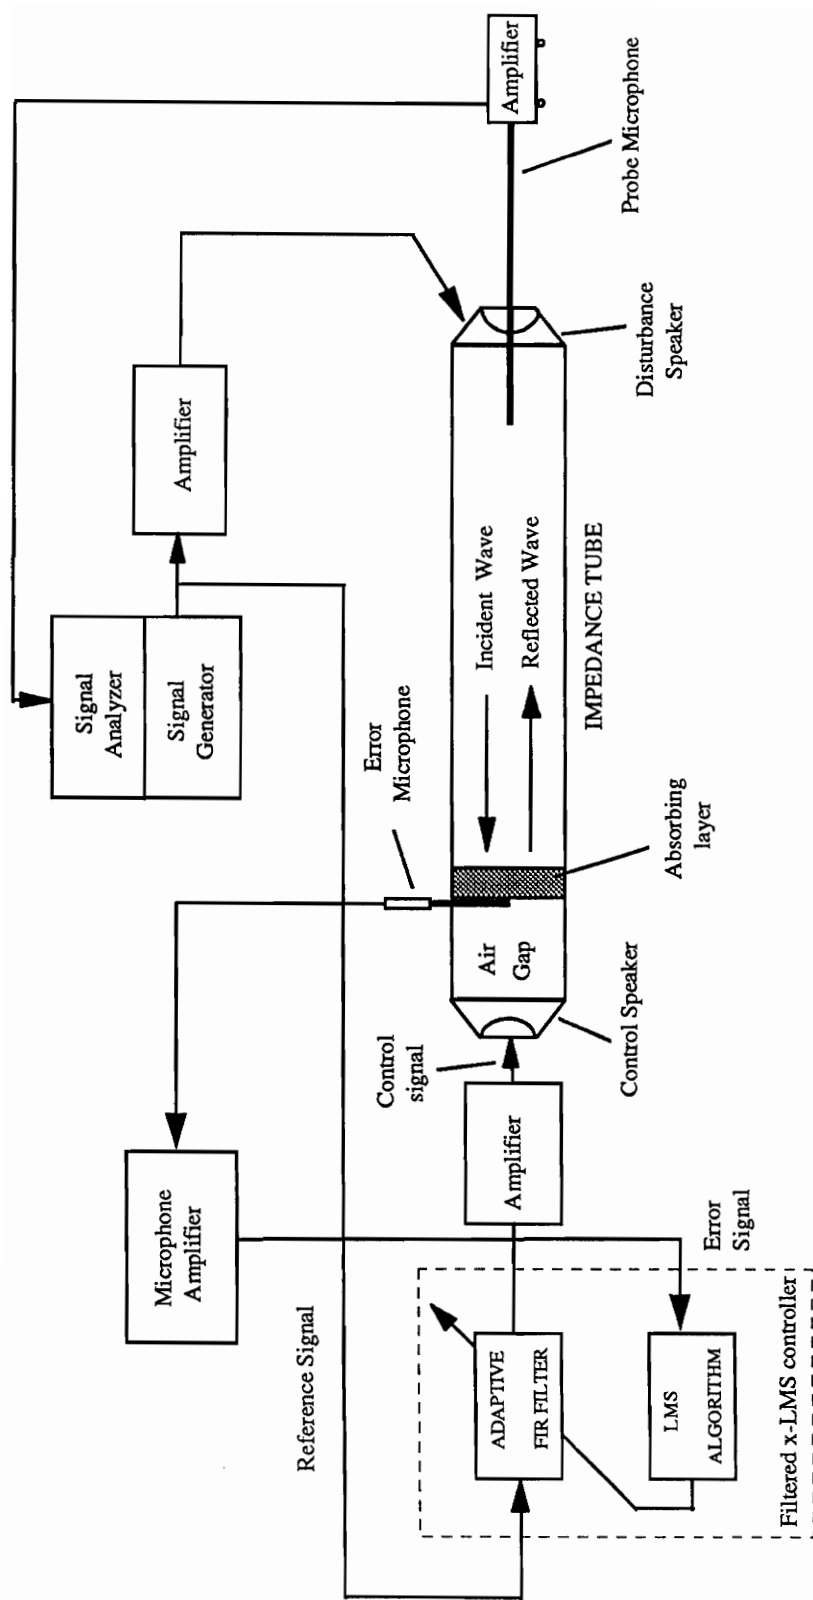 Signal
Analyzer
Signal
Generator
Amplifier
Amplifier
Probe Microphone
Disturbance
Speaker
Error
Microphone
Incident Wave
Reflected Wave
IMPEDANCE TUBE
Absorbing
layer
Air
Gap
Control Speaker
Control
signal
Amplifier
Microphone
Amplifier
Reference Signal
Error
Signal
ADAPTIVE
FIR FILTER
LMS
ALGORITHM
Filtered x-LMS controller